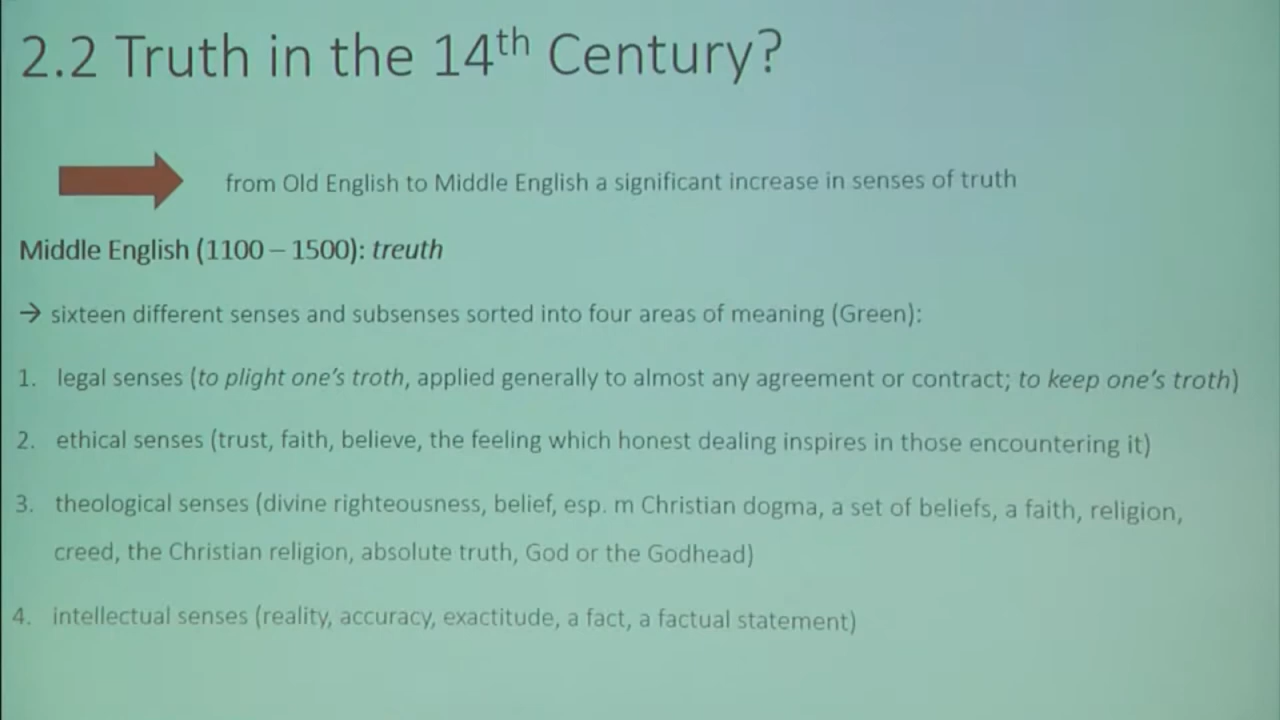 2.2 Truth in the 14th Century?
from Old English to Middle English a significant increase in senses of truth
Middle English (1100 – 1500): treuth
→ sixteen different senses and subsenses sorted into four areas of meaning (Green):
1. legal senses (to plight one's troth, applied generally to almost any agreement or contract; to keep one's troth)
2. ethical senses (trust, faith, believe, the feeling which honest dealing inspires in those encountering it)
3. theological senses (divine righteousness, belief, esp. m Christian dogma, a set of beliefs, a faith, religion,
creed, the Christian religion, absolute truth, God or the Godhead)
4. intellectual senses (reality, accuracy, exactitude, a fact, a factual statement)